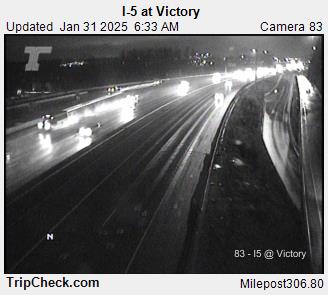 I-5 at Victory
Updated Jan 31 2025 6:33 AM Camera 83
T
N
83 - I5 @ Victory
TripCheck.com Milepost306.80